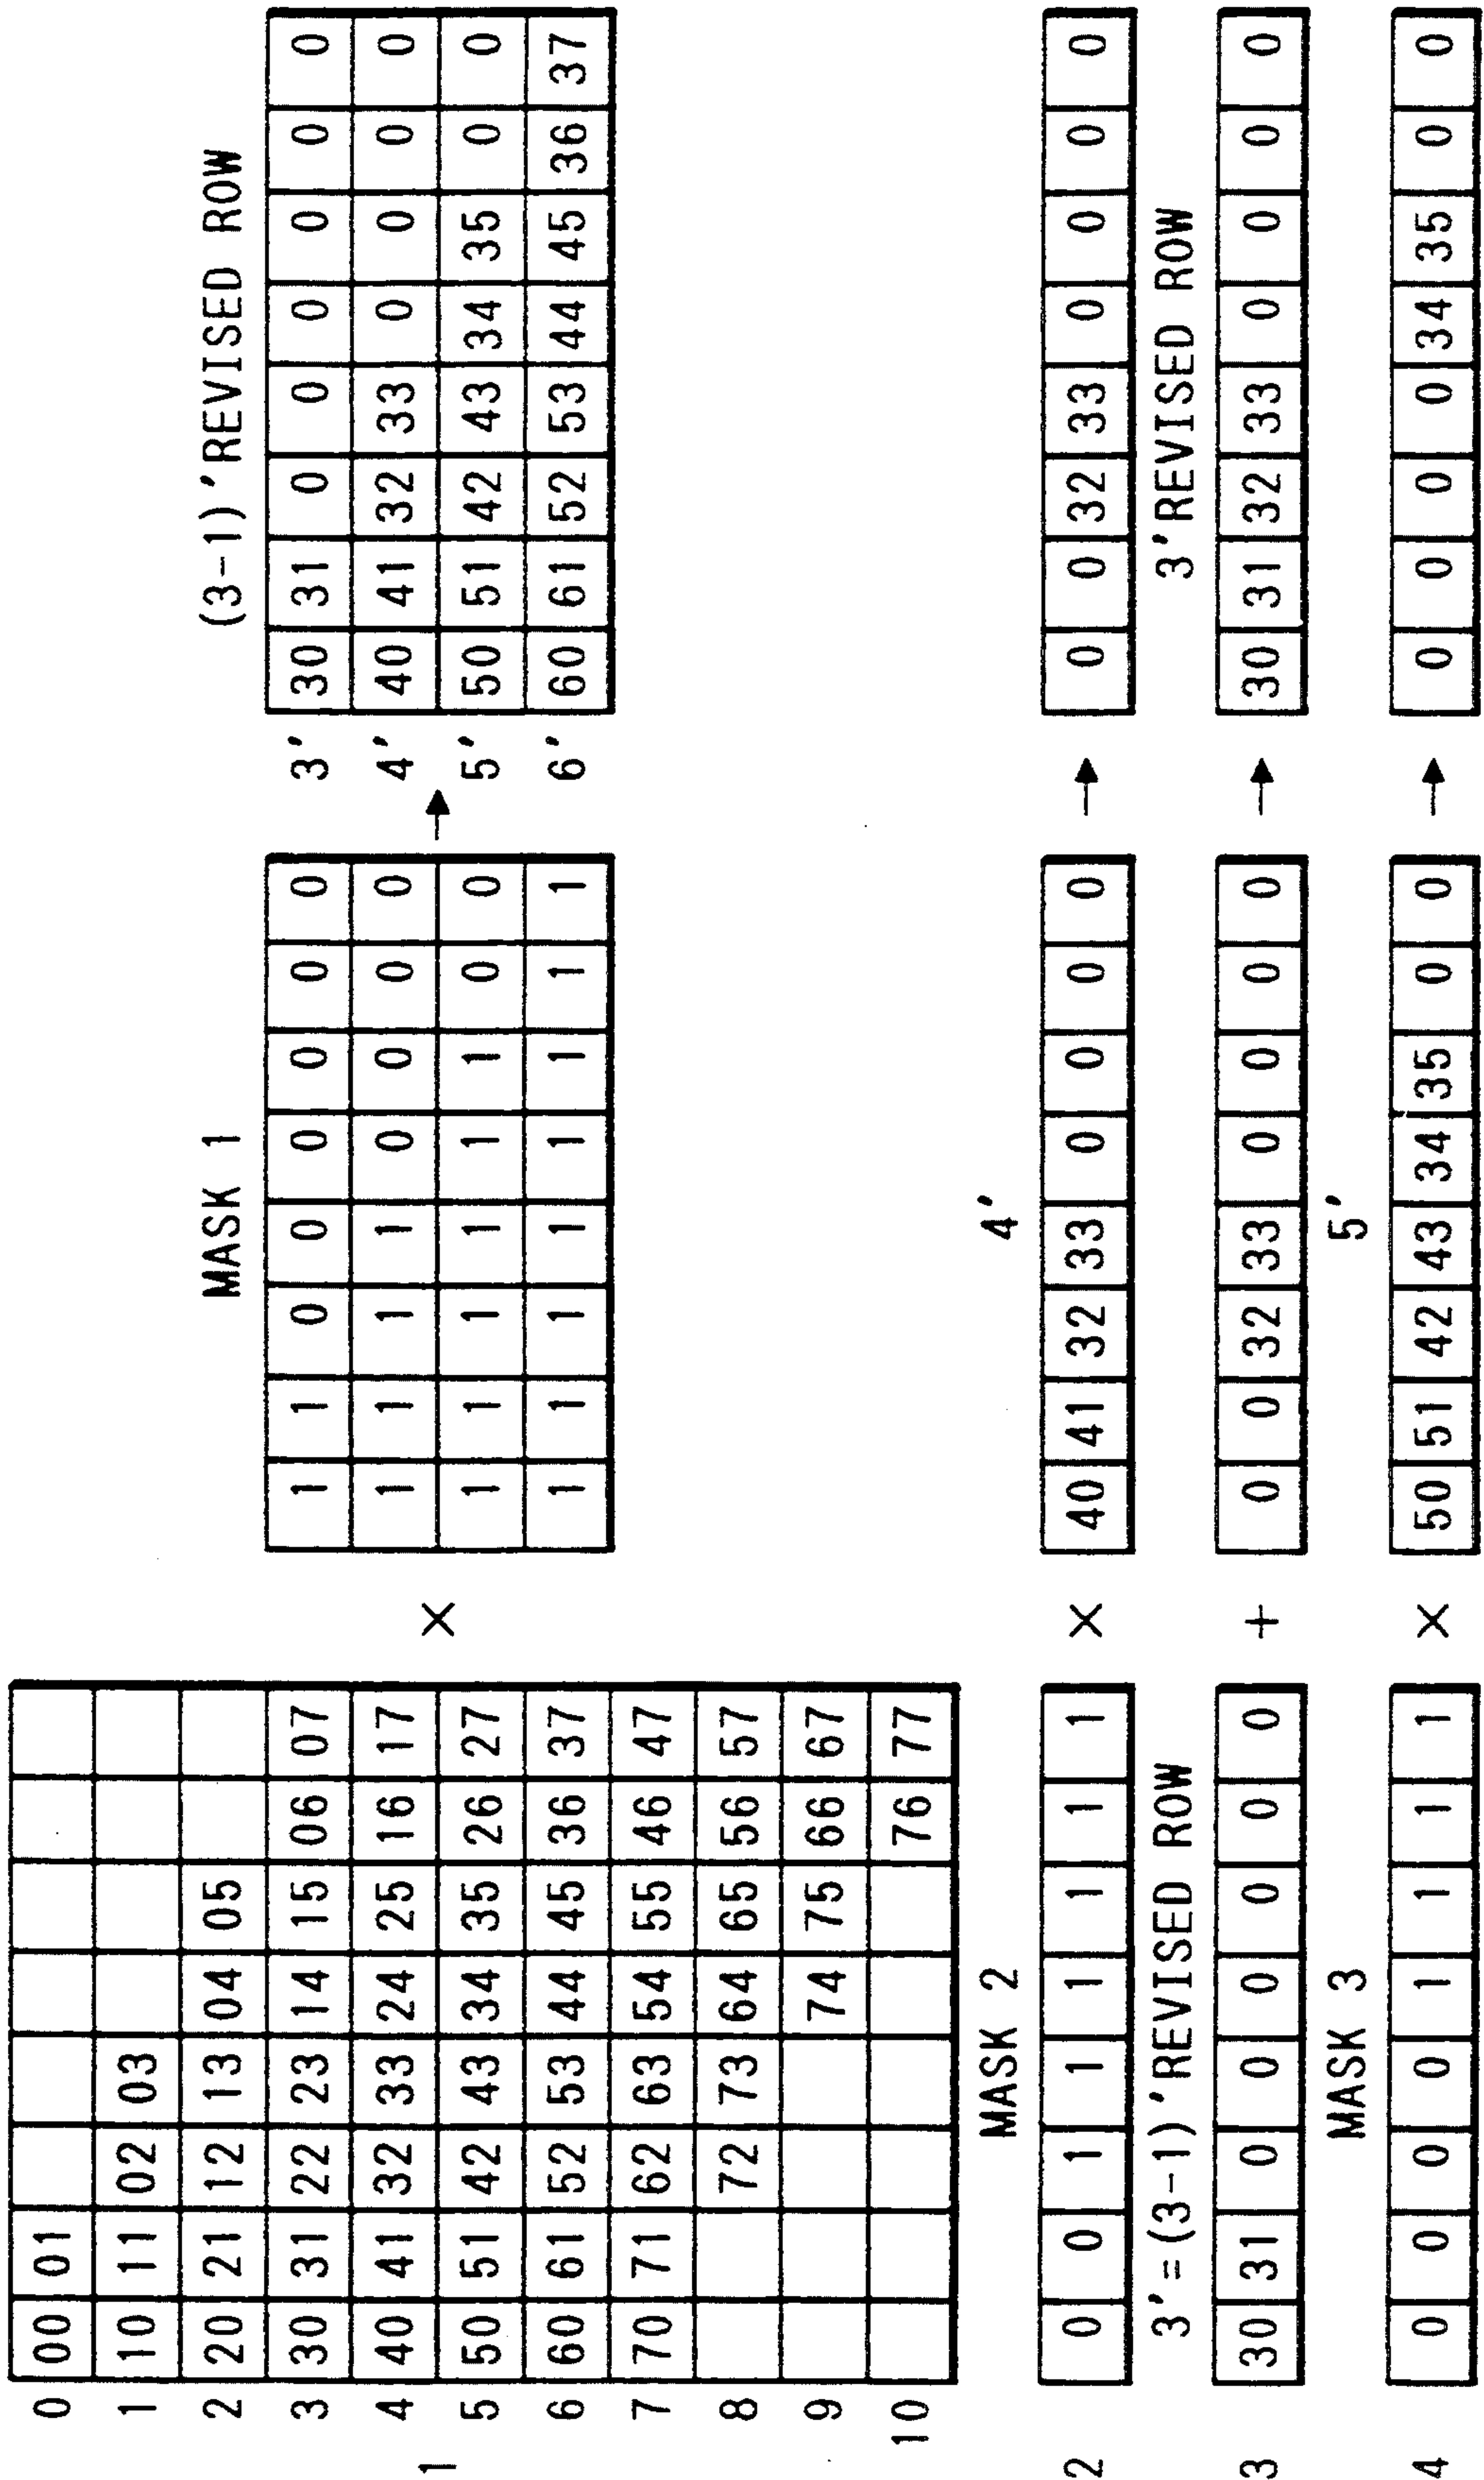 MASK 1
(3-1)'REVISED ROW
0 00 01
1 10 11 02 03
2 20 21 12 13 04 05
3 30 31 22 23 14 15 06 07
4 40 41 32 33 24 25 16 17
5 50 51 42 43 34 35 26 27
6 60 61 52 53 44 45 36 37
7 70 71 62 63 54 55 46 47
8 72 73 64 65 56 57
9 74 75 66 67
10 76 77
1
×
1 1 0 0 0 0 0 0
1 1 1 1 0 0 0 0
1 1 1 1 1 1 0 0
1 1 1 1 1 1 1 1
→
3' 30 31 0 0 0 0 0 0
4' 40 41 32 33 0 0 0 0
5' 50 51 42 43 34 35 0 0
6' 60 61 52 53 44 45 36 37
MASK 2
4'
2 0 0 1 1 1 1 1 1 × 40 41 32 33 0 0 0 0 → 0 0 32 33 0 0 0 0
3'=(3-1)'REVISED ROW
3'REVISED ROW
3 30 31 0 0 0 0 0 0 + 0 0 32 33 0 0 0 0 → 30 31 32 33 0 0 0 0
MASK 3
5'
4 0 0 0 0 1 1 1 1 × 50 51 42 43 34 35 0 0 → 0 0 0 0 34 35 0 0